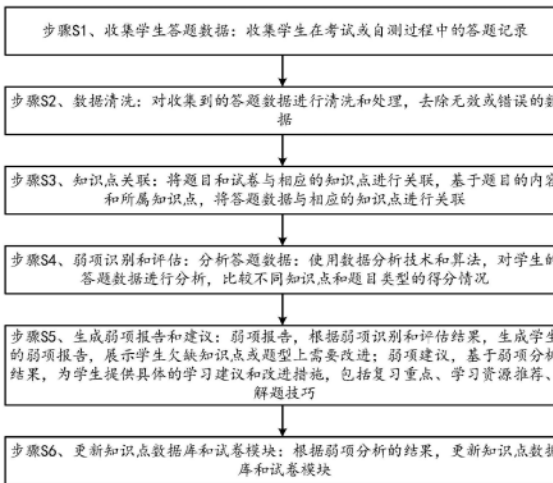 步骤S1、收集学生答题数据：收集学生在考试或自测过程中的答题记录
步骤S2、数据清洗：对收集到的答题数据进行清洗和处理，去除无效或错误的数
据
步骤S3、知识点关联：将题目和试卷与相应的知识点进行关联，基于题目的内容
和所属知识点，将答题数据与相应的知识点进行关联
步骤S4、弱项识别和评估：分析答题数据：使用数据分析技术和算法，对学生的
答题数据进行分析，比较不同知识点和题目类型的得分情况
步骤S5、生成弱项报告和建议：弱项报告，根据弱项识别和评估结果，生成学生
的弱项报告，展示学生欠缺知识点或题型上需要改进；弱项建议，基于弱项分析
结果，为学生提供具体的学习建议和改进措施，包括复习重点、学习资源推荐、
解题技巧
步骤S6、更新知识点数据库和试卷模块：根据弱项分析的结果，更新知识点数据
库和试卷模块